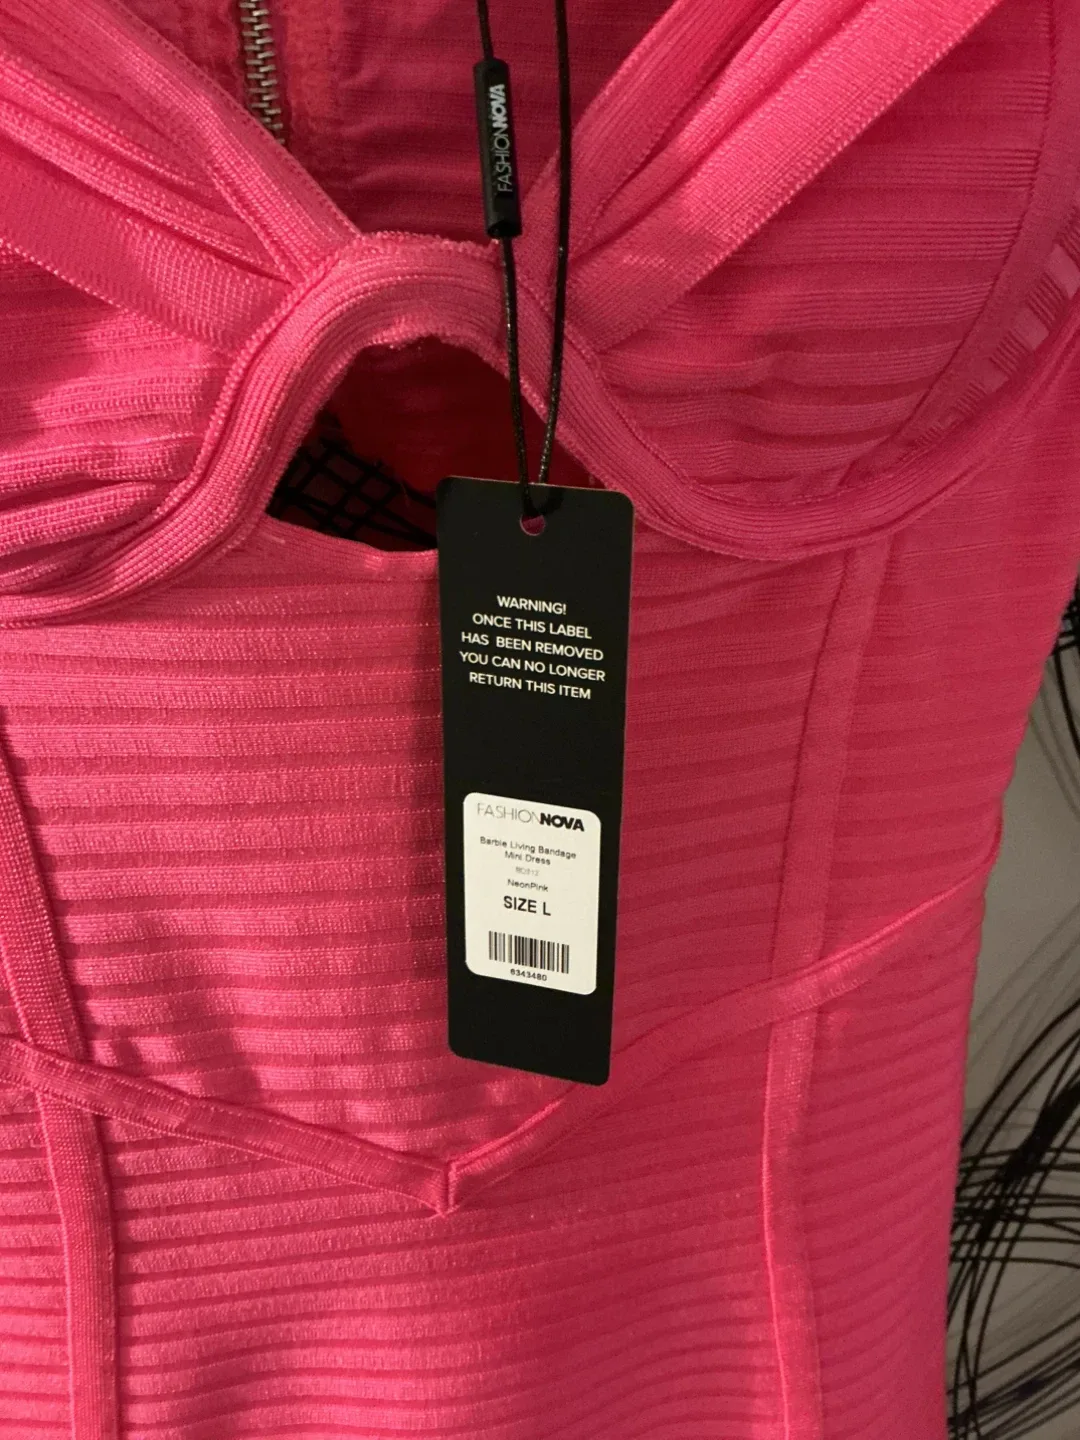 FASHIONNOVA
WARNING!
ONCE THIS LABEL
HAS BEEN REMOVED
YOU CAN NO LONGER
RETURN THIS ITEM
FASHIONNOVA
Barbie Living Bandage
Mini Dress
NeonPink
SIZE L
6343480